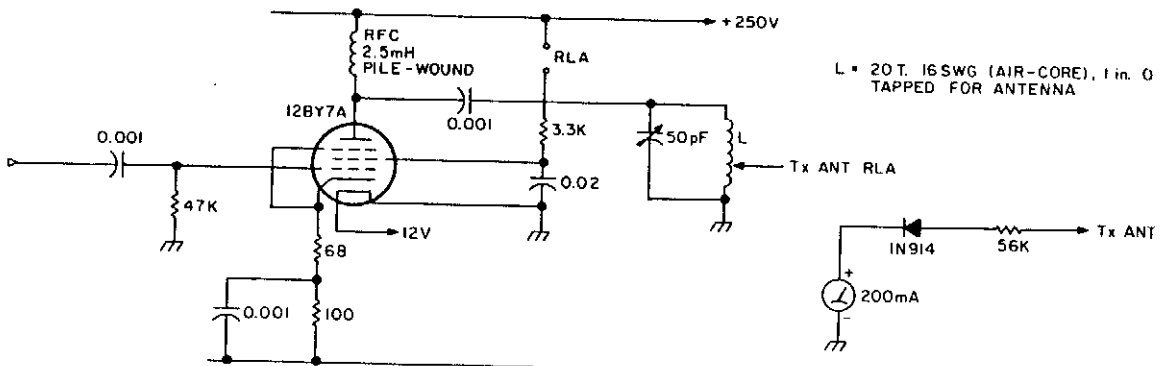 +250V
RFC
2.5mH
PILE-WOUND
RLA
L = 20T. 16SWG (AIR-CORE), 1 in. O
TAPPED FOR ANTENNA
12BY7A
0.001
0.001
3.3K
50pF
L
Tx ANT RLA
47K
0.02
12V
68
1N914
56K
Tx ANT
+
200mA
-
0.001
100